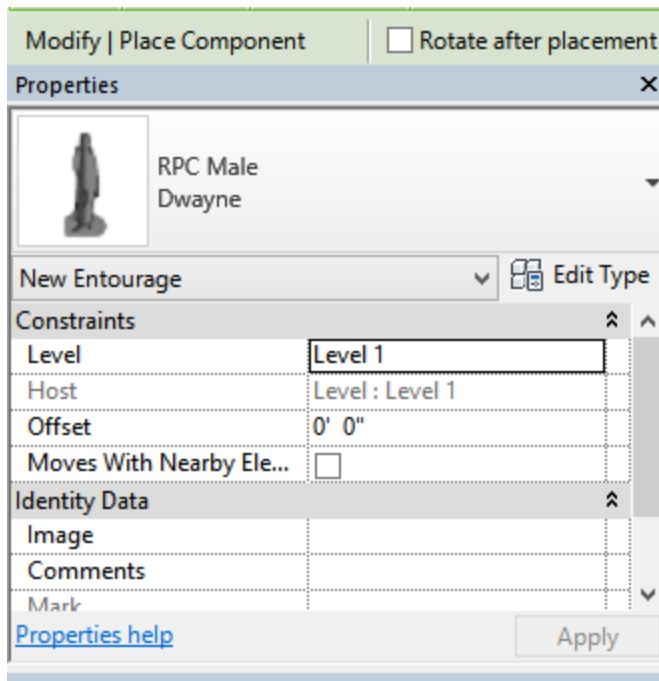 Modify | Place Component Rotate after placement
Properties
RPC Male
Dwayne
New Entourage Edit Type
Constraints
Level Level 1
Host Level : Level 1
Offset 0' 0"
Moves With Nearby Ele...
Identity Data
Image
Comments
Mark
Properties help Apply